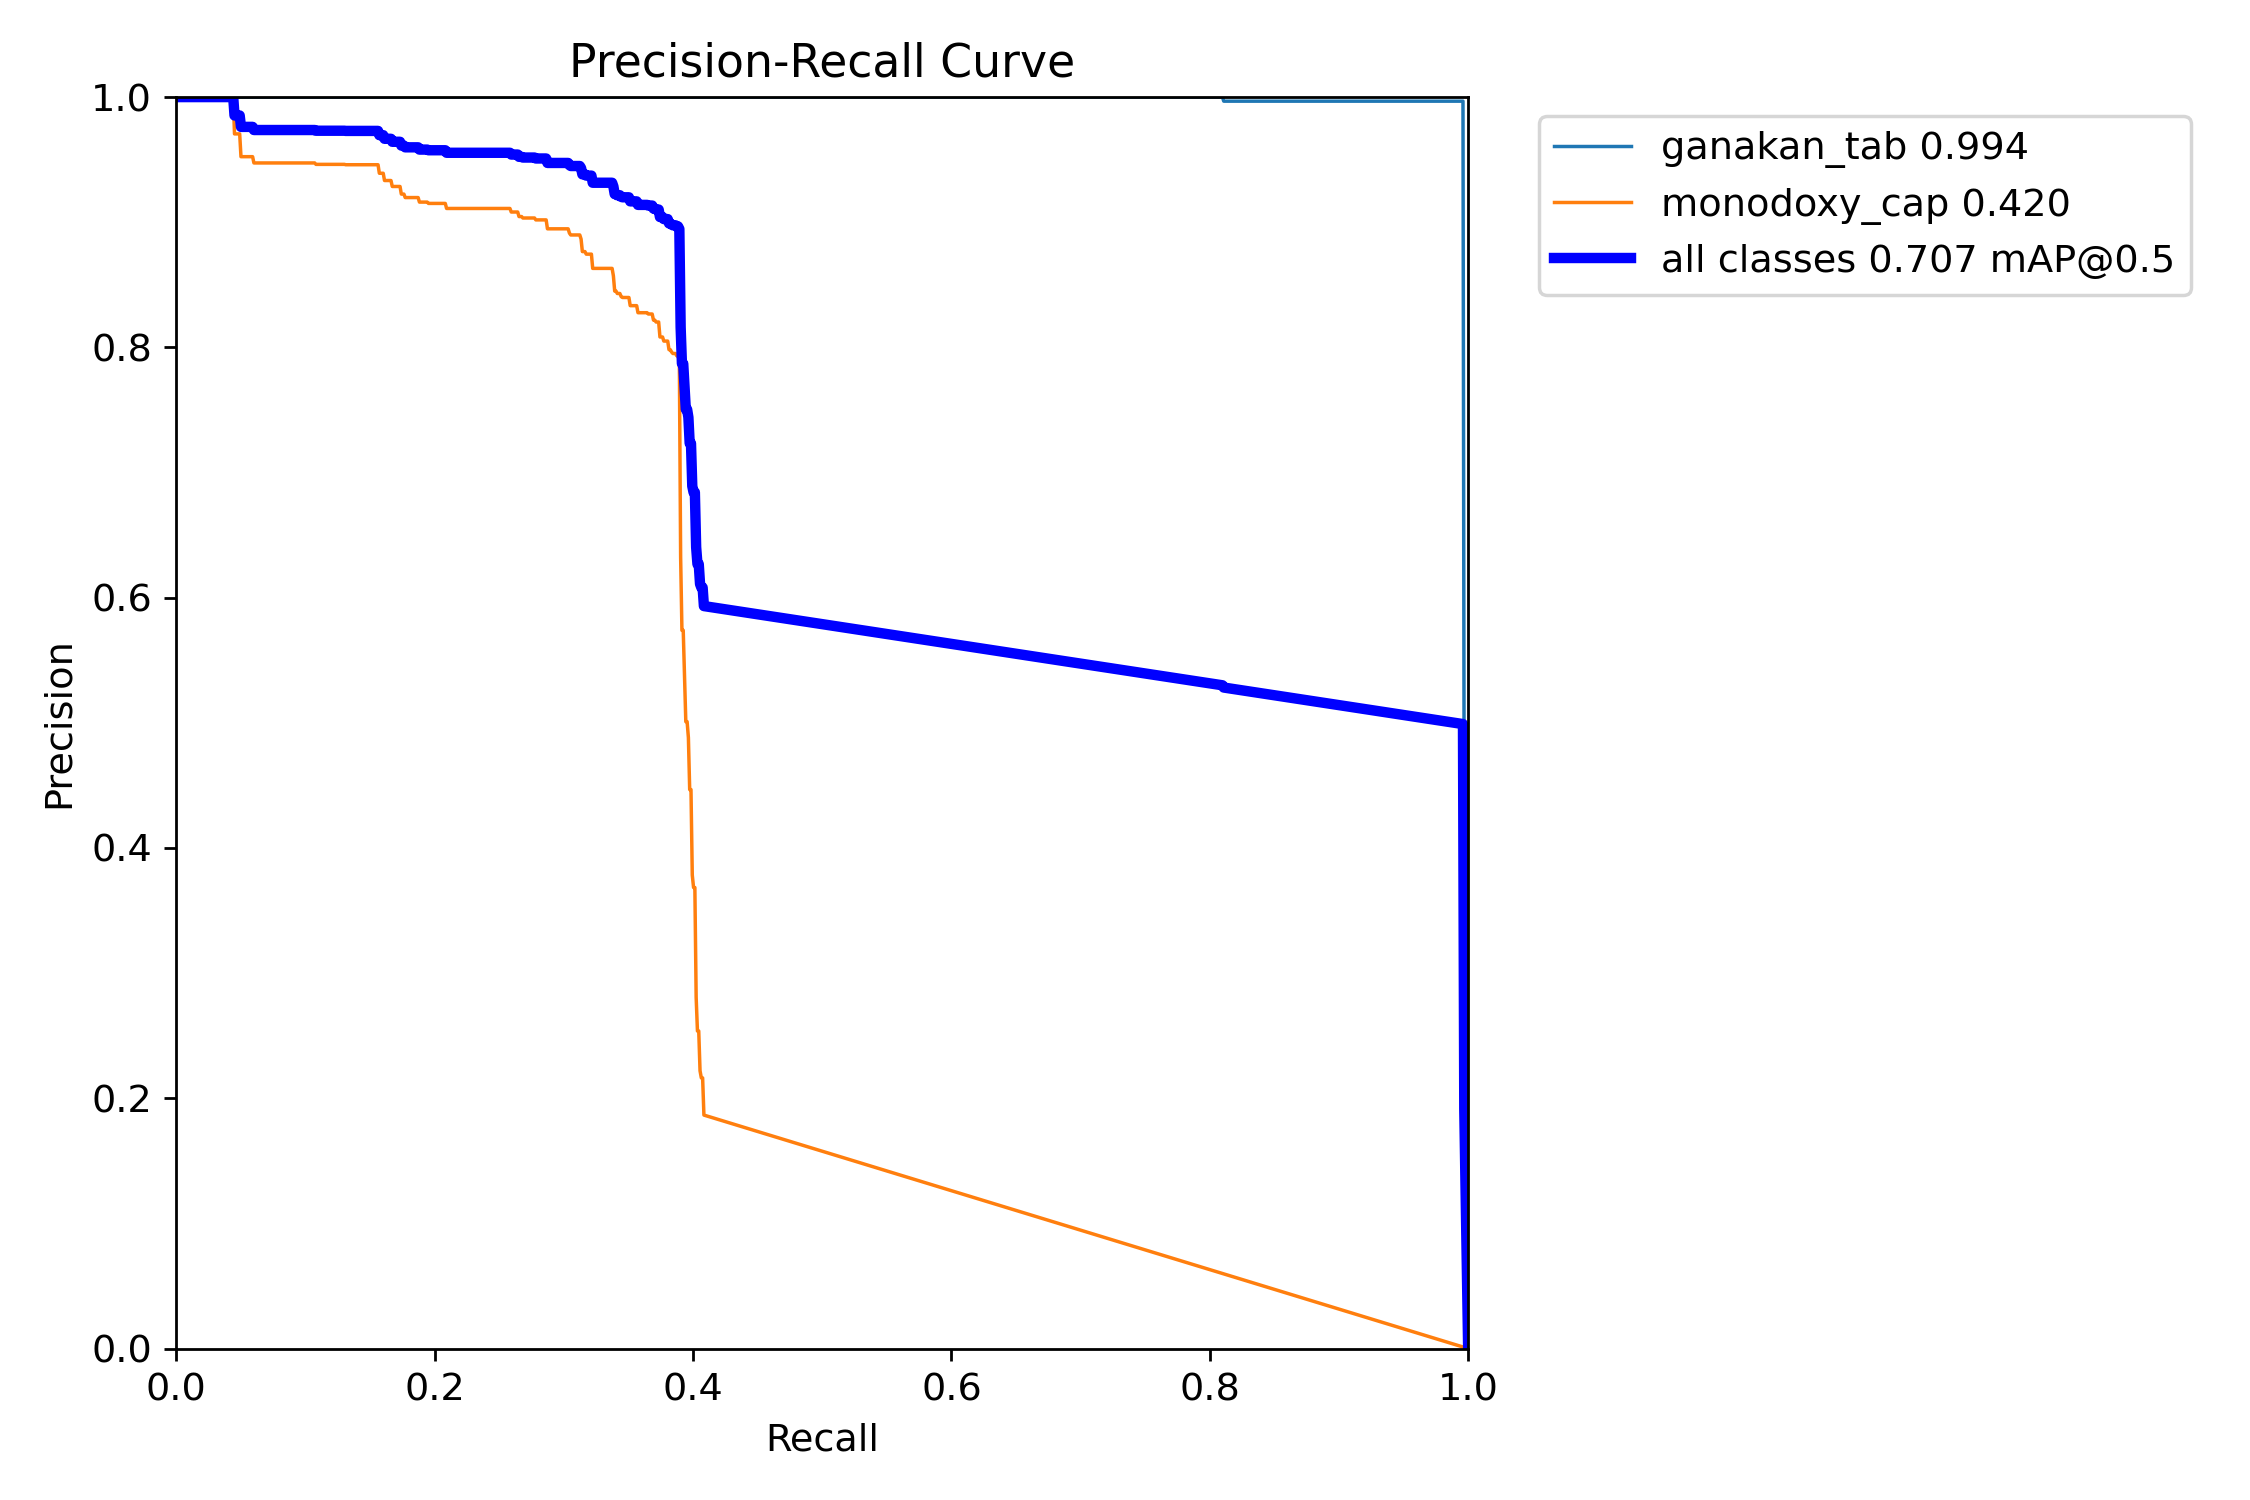 Precision-Recall Curve
1.0
0.8
0.6
0.4
0.2
0.0
Precision
0.0 0.2 0.4 0.6 0.8 1.0
Recall
ganakan_tab 0.994
monodoxy_cap 0.420
all classes 0.707 mAP@0.5